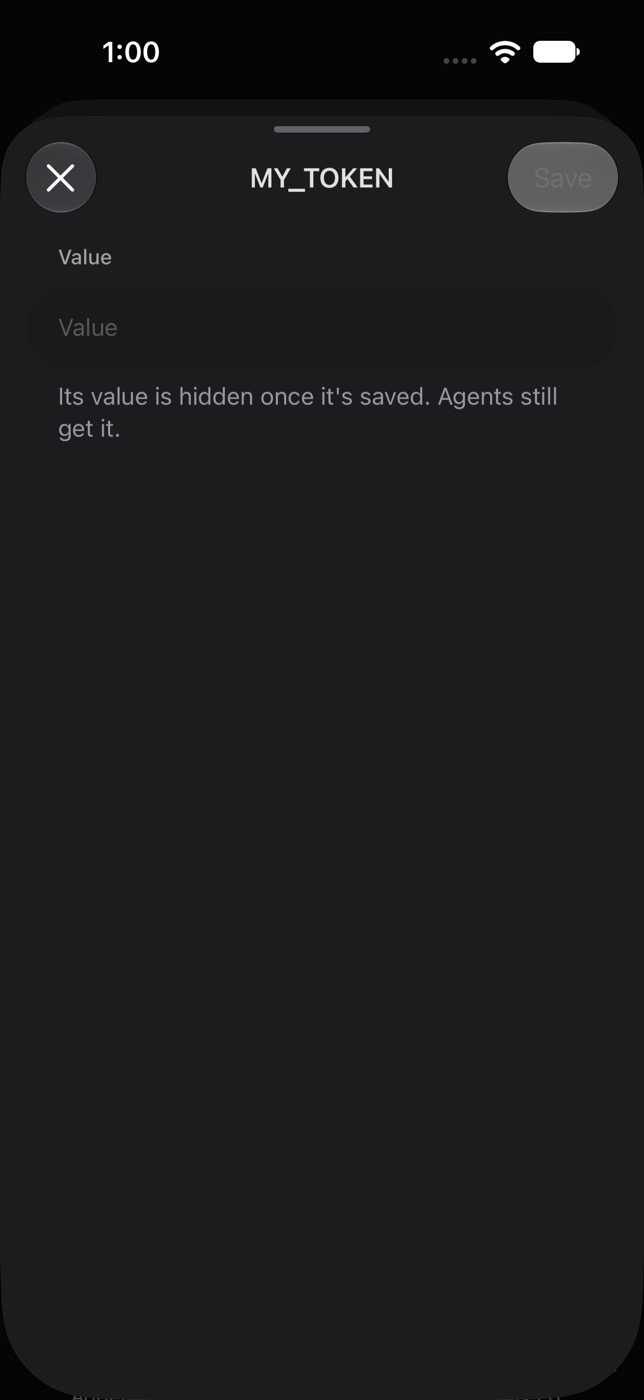 1:00
MY_TOKEN
Save
Value
Value
Its value is hidden once it's saved. Agents still
get it.